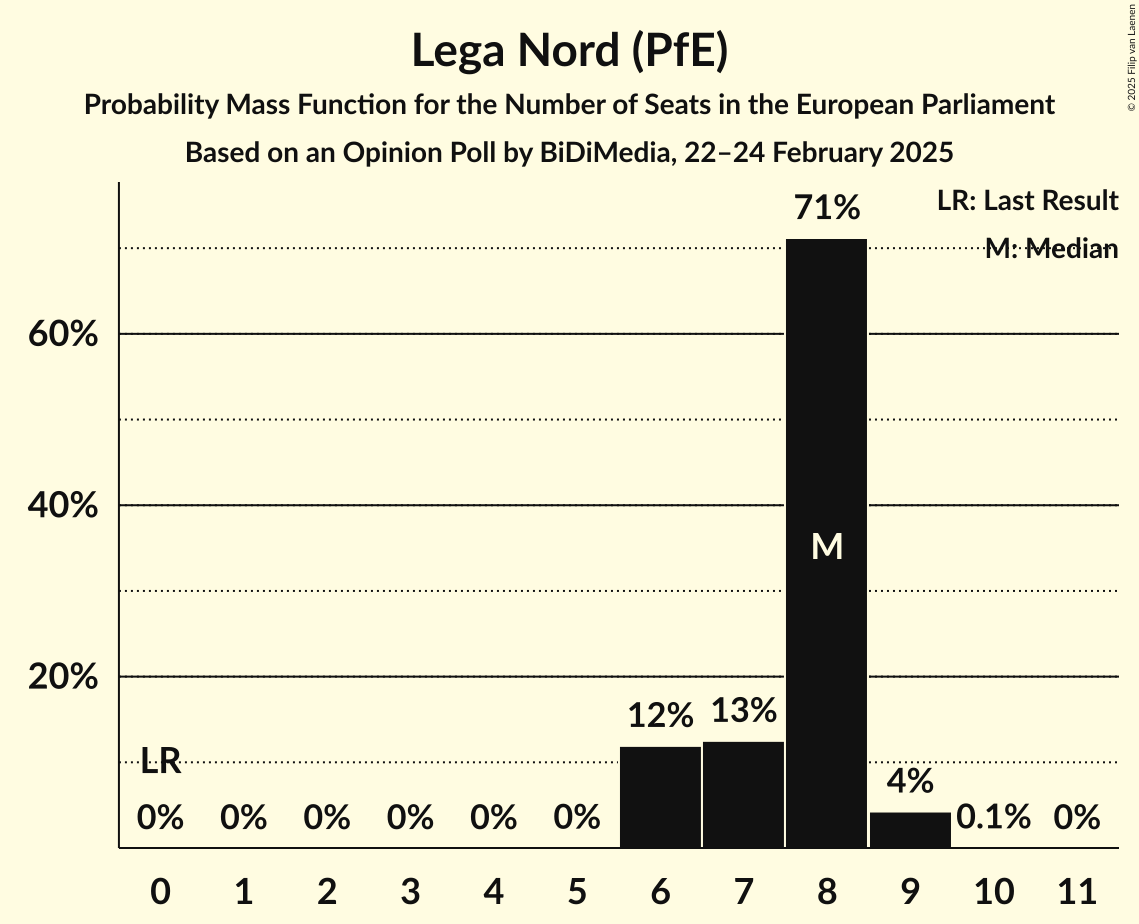 Lega Nord (PfE)
Probability Mass Function for the Number of Seats in the European Parliament
Based on an Opinion Poll by BiDiMedia, 22–24 February 2025
© 2025 Filip van Laenen
LR: Last Result
M: Median
71%
60%
40%
M
20%
12%
13%
LR
4%
0% 0% 0% 0% 0% 0% 0.1% 0%
0 1 2 3 4 5 6 7 8 9 10 11